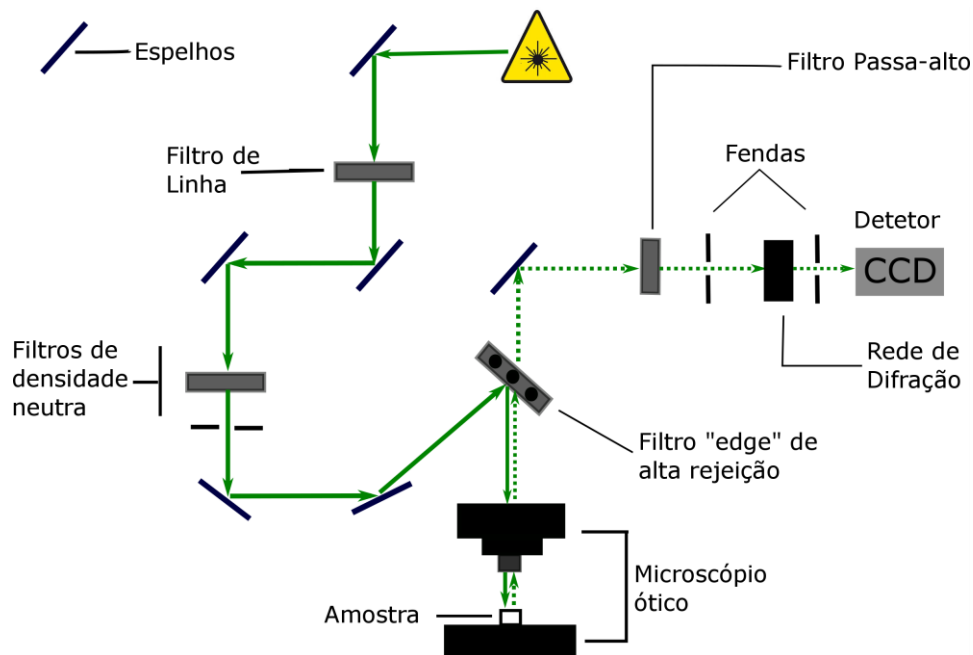 Espelhos
Filtro Passa-alto
Filtro de
Linha
Fendas
Detetor
CCD
Filtros de
densidade
neutra
Rede de
Difração
Filtro "edge" de
alta rejeição
Microscópio
ótico
Amostra